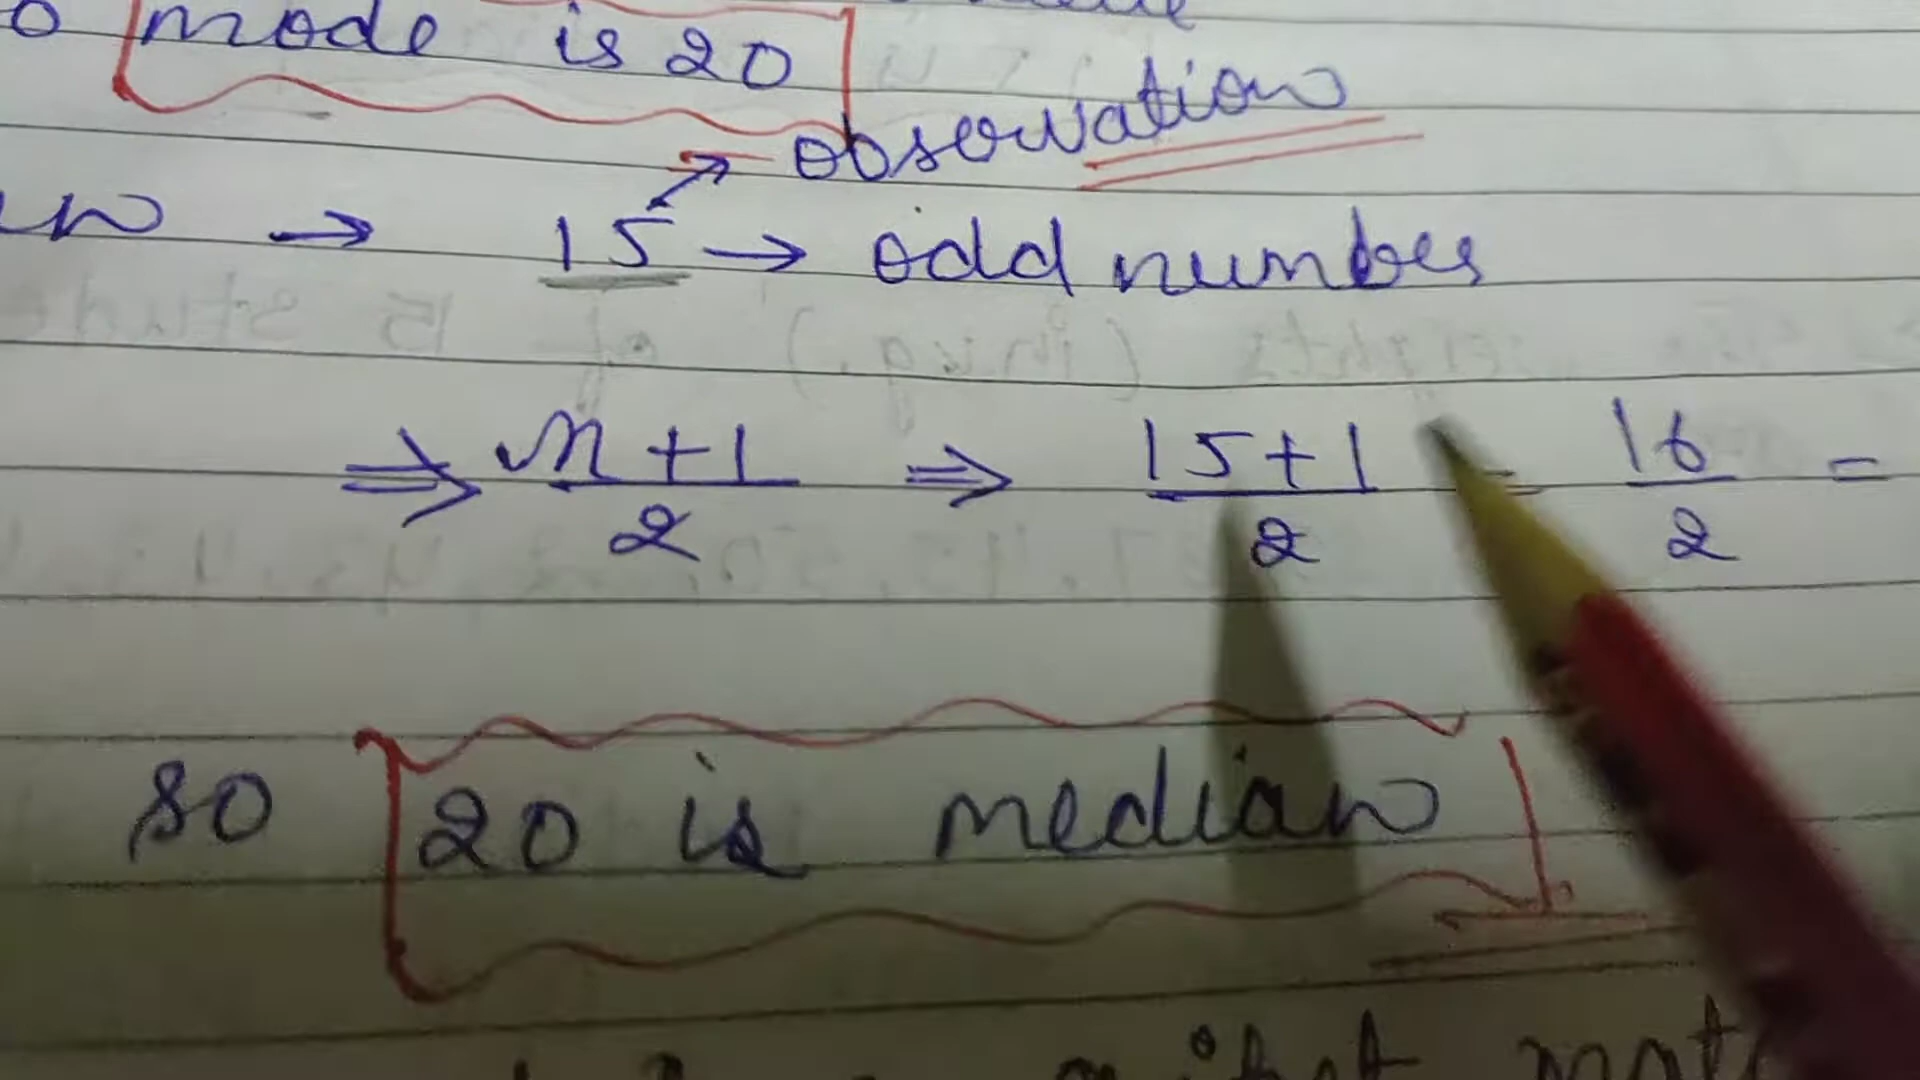 mode is 20
observation
→ 15 → odd number
⇒ n+1/2 ⇒ 15+1/2 = 16/2 =
so 20 is median